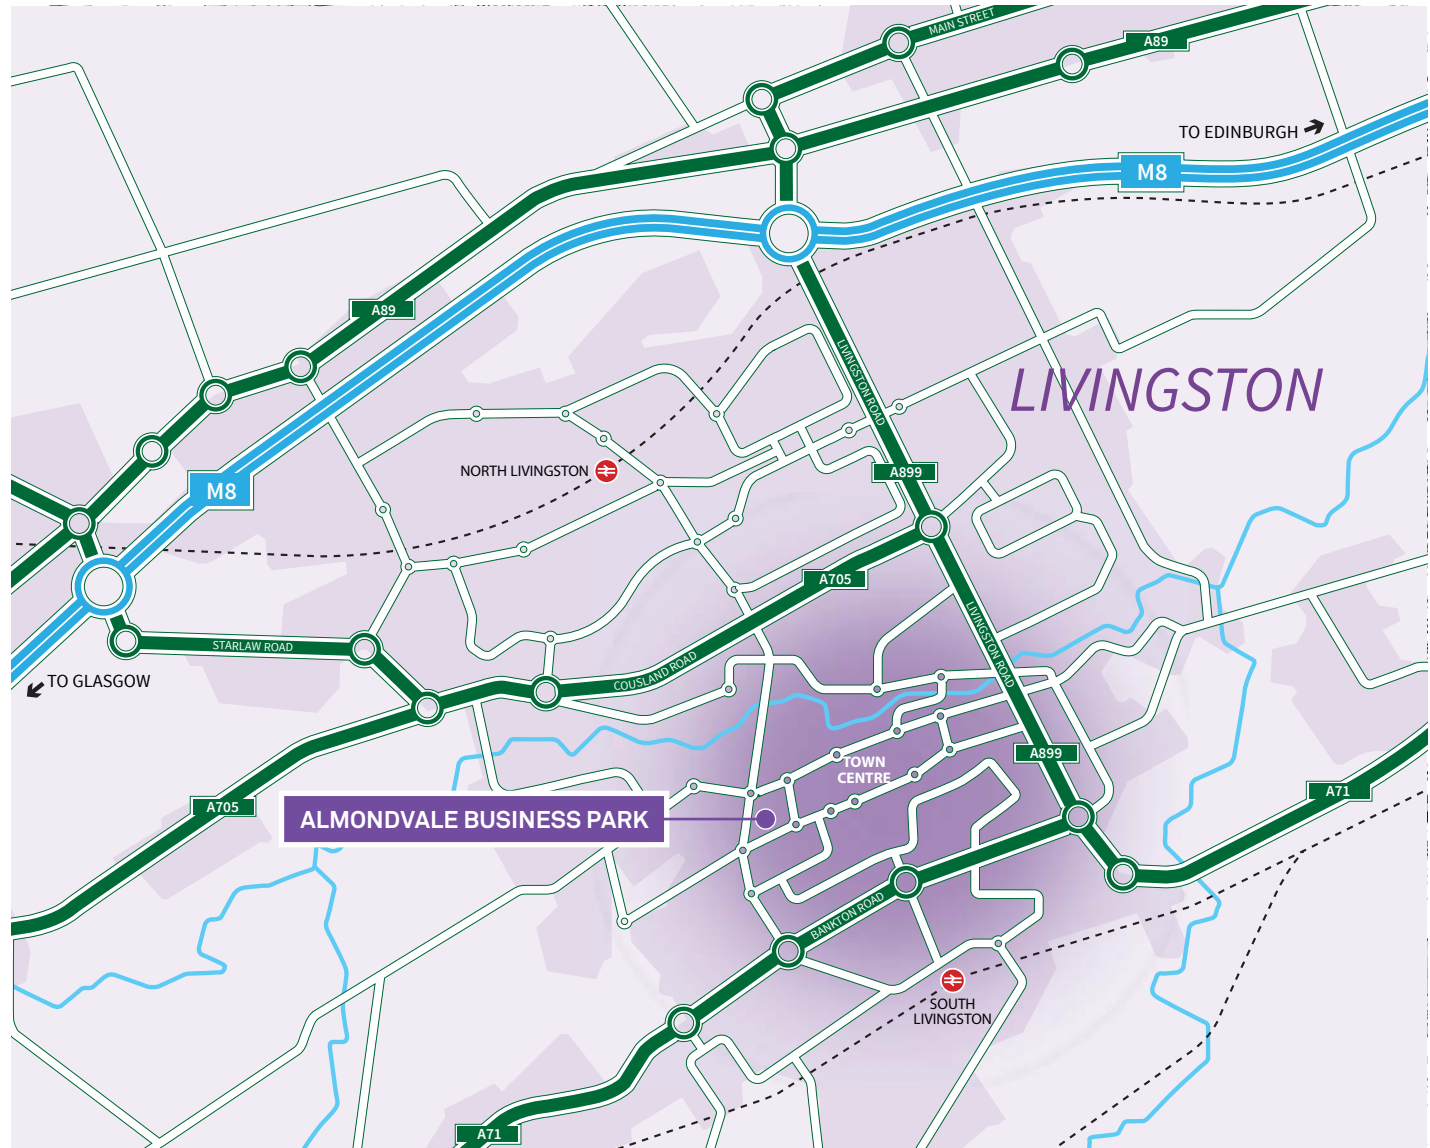 MAIN STREET
A89
TO EDINBURGH
M8
A89
LIVINGSTON ROAD
LIVINGSTON
NORTH LIVINGSTON
A899
M8
A705
STARLAW ROAD
LIVINGSTON ROAD
COUSLAND ROAD
TO GLASGOW
A899
TOWN
CENTRE
A71
A705
ALMONDVALE BUSINESS PARK
BANKTON ROAD
SOUTH
LIVINGSTON
A71